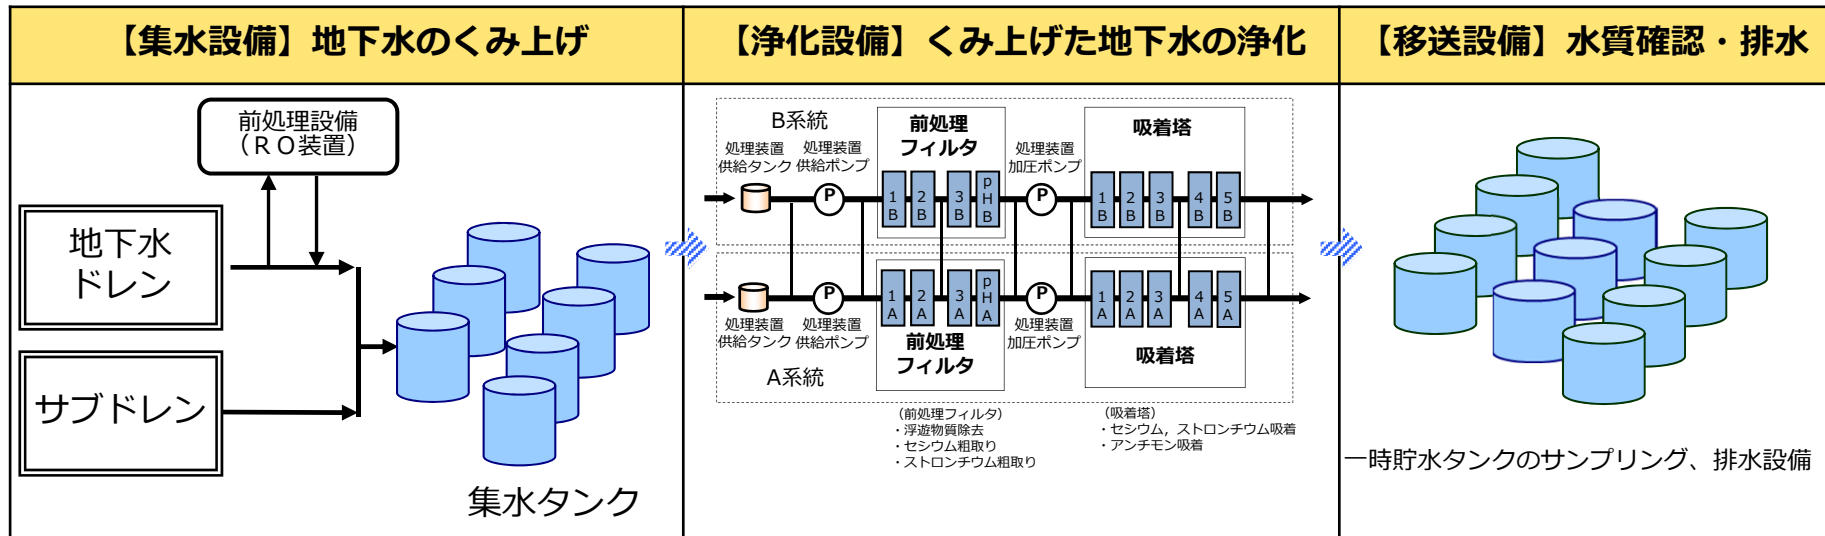 【集水設備】地下水のくみ上げ
【浄化設備】くみ上げた地下水の浄化
【移送設備】水質確認・排水
前処理設備
（ＲＯ装置）
地下水
ドレン
サブドレン
集水タンク
B系統
処理装置
供給タンク
処理装置
供給ポンプ
前処理
フィルタ
処理装置
加圧ポンプ
吸着塔
P
1B
2B
3B
pHB
P
1B
2B
3B
4B
5B
P
1A
2A
3A
pHA
P
1A
2A
3A
4A
5A
処理装置
供給タンク
処理装置
供給ポンプ
前処理
フィルタ
処理装置
加圧ポンプ
吸着塔
A系統
（前処理フィルタ）
・浮遊物質除去
・セシウム粗取り
・ストロンチウム粗取り
（吸着塔）
・セシウム，ストロンチウム吸着
・アンチモン吸着
一時貯水タンクのサンプリング、排水設備